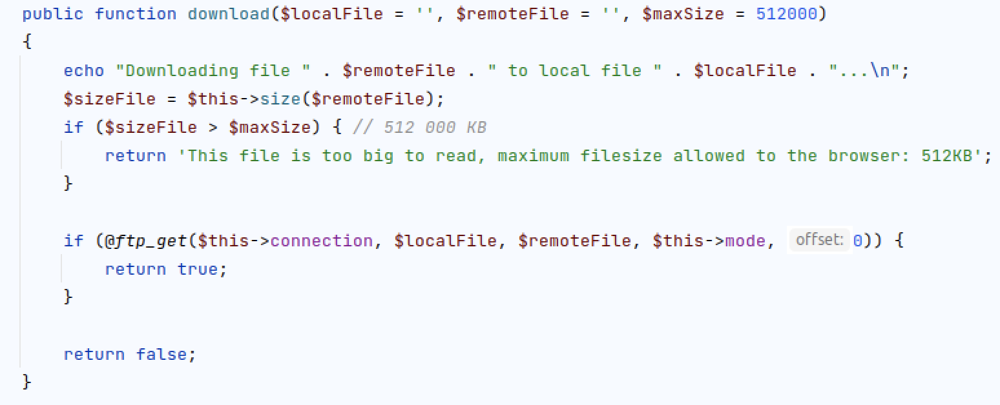 public function download($localFile = '', $remoteFile = '', $maxSize = 512000)
{
    echo "Downloading file " . $remoteFile . " to local file " . $localFile . "...\n";
    $sizeFile = $this->size($remoteFile);
    if ($sizeFile > $maxSize) { // 512 000 KB
        return 'This file is too big to read, maximum filesize allowed to the browser: 512KB';
    }

    if (@ftp_get($this->connection, $localFile, $remoteFile, $this->mode, offset: 0)) {
        return true;
    }

    return false;
}